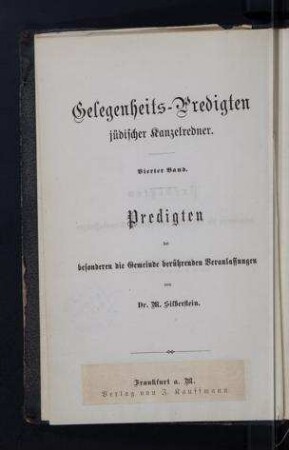 Gelegenheits-Predigten
jüdischer Kanzelredner.
Vierter Band.
Predigten
bei
besonderen die Gemeinde berührenden Veranlaßungen
von
Dr. M. Silberstein.
Frankfurt a. M.
Verlag von J. Kauffmann.